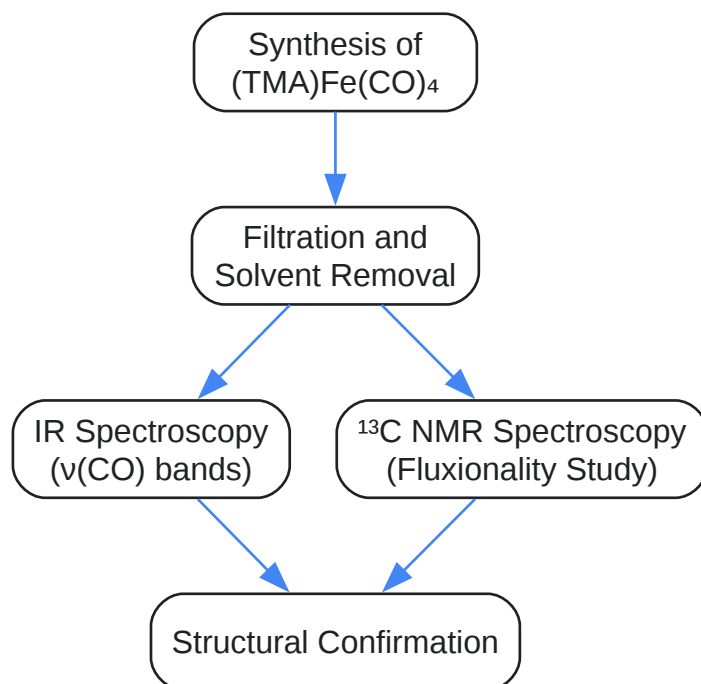 Synthesis of
(TMA)Fe(CO)₄
Filtration and
Solvent Removal
IR Spectroscopy
(ν(CO) bands)
¹³C NMR Spectroscopy
(Fluxionality Study)
Structural Confirmation